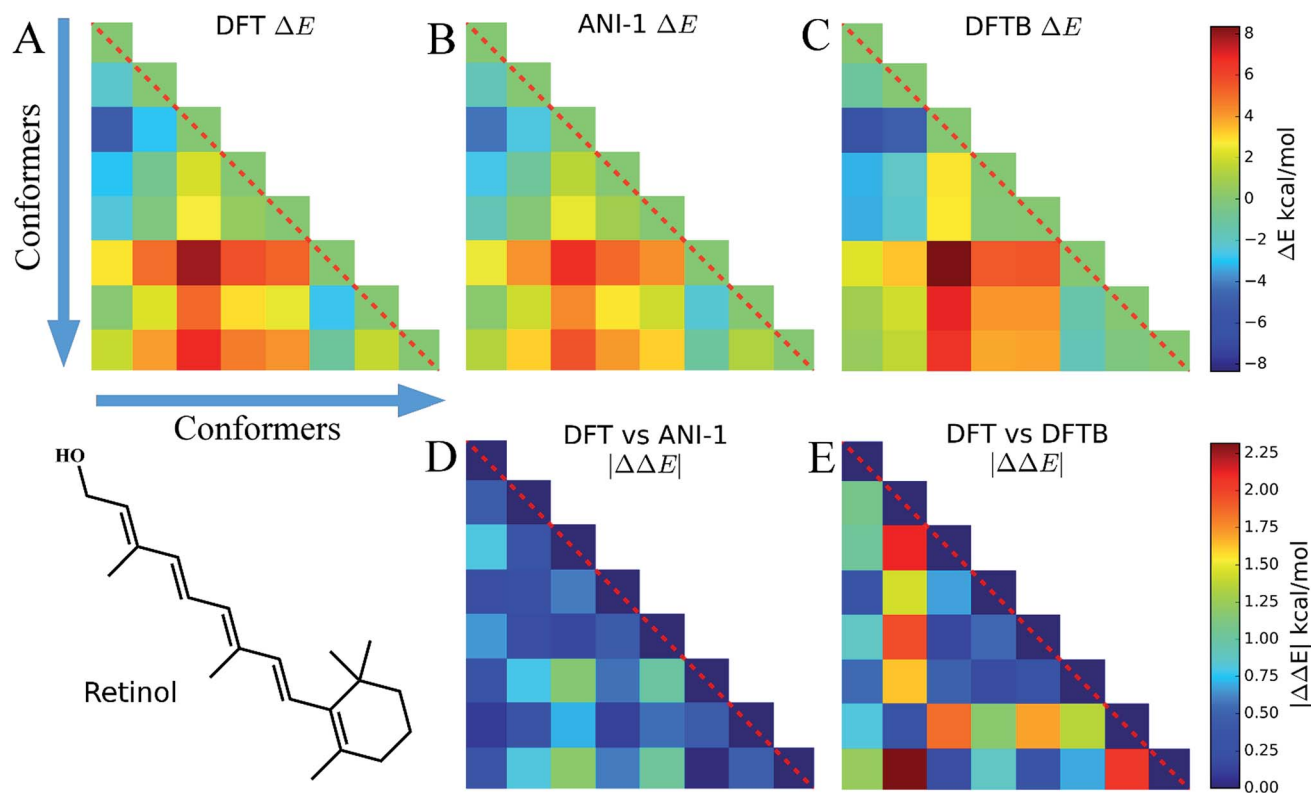 A
DFT ΔE
B
ANI-1 ΔE
C
DFTB ΔE
8
6
4
2
0
−2
−4
−6
−8
ΔE kcal/mol
Conformers
Conformers
HO
Retinol
D
DFT vs ANI-1
|ΔΔE|
E
DFT vs DFTB
|ΔΔE|
2.25
2.00
1.75
1.50
1.25
1.00
0.75
0.50
0.25
0.00
|ΔΔE| kcal/mol